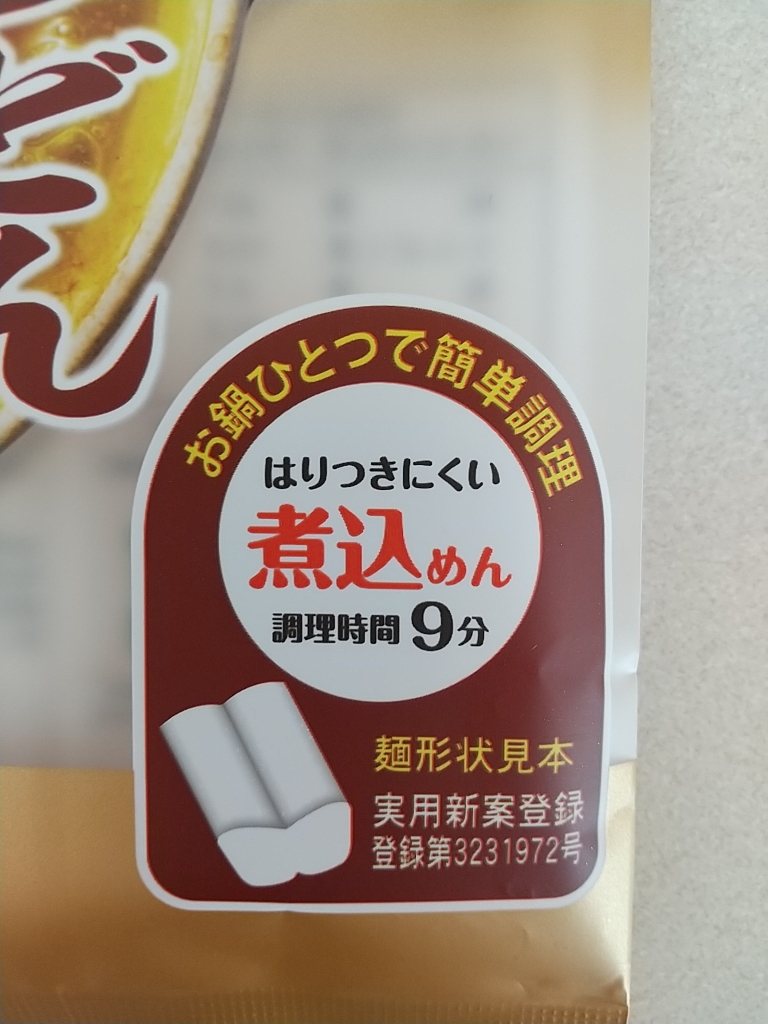 どん
お鍋ひとつで簡単調理
はりつきにくい
煮込めん
調理時間9分
麺形状見本
実用新案登録
登録第3231972号